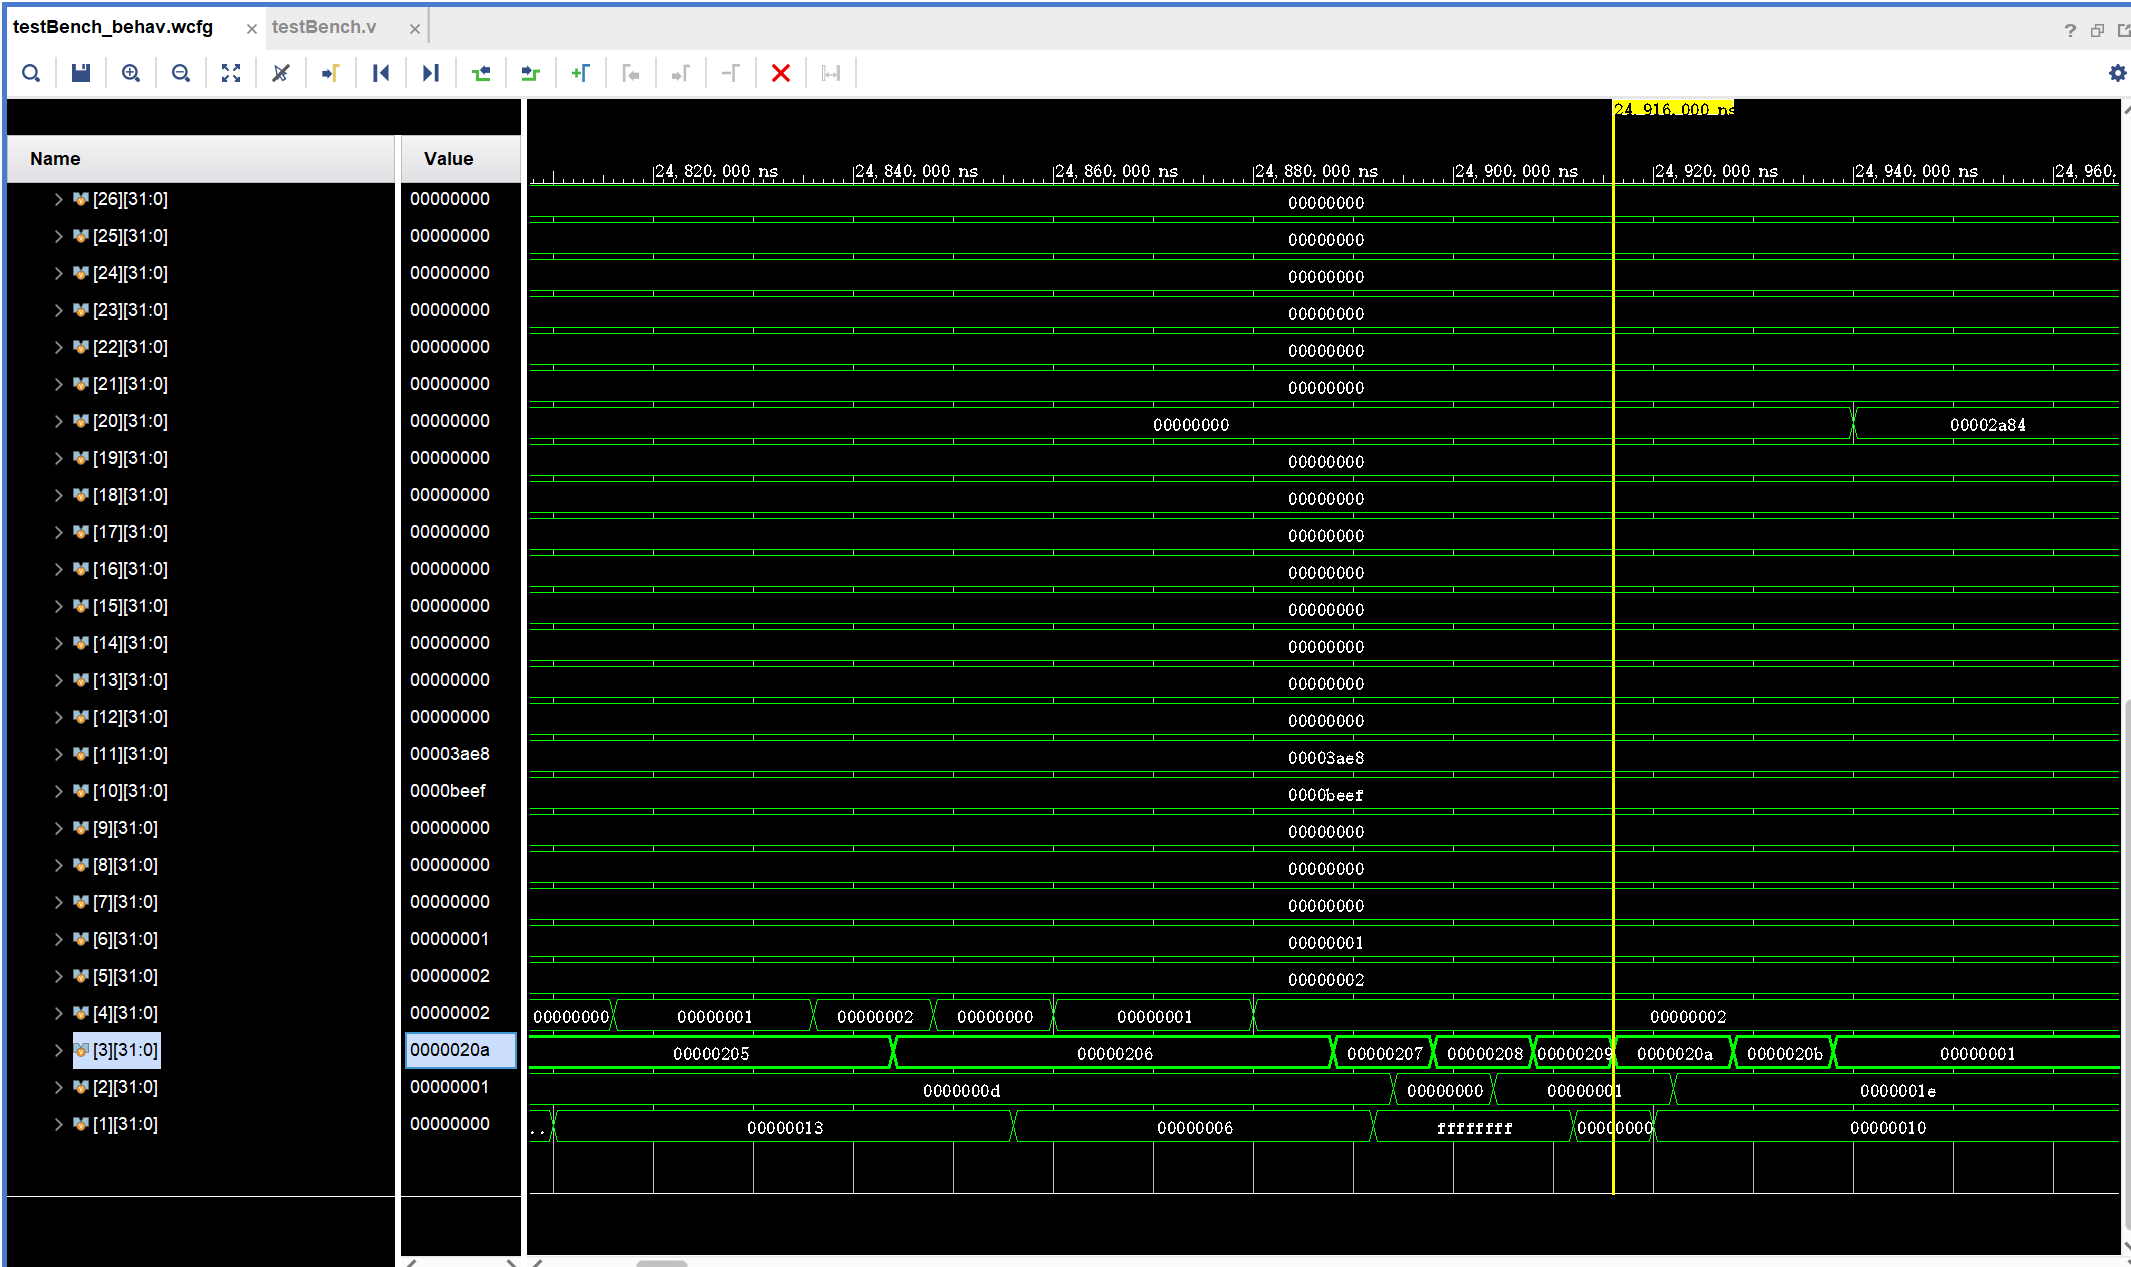 testBench_behav.wcfg × testBench.v ×
?
24,916.000 ns
Name Value
24,820.000 ns 24,840.000 ns 24,860.000 ns 24,880.000 ns 24,900.000 ns 24,920.000 ns 24,940.000 ns 24,960.
[26][31:0] 00000000 00000000
[25][31:0] 00000000 00000000
[24][31:0] 00000000 00000000
[23][31:0] 00000000 00000000
[22][31:0] 00000000 00000000
[21][31:0] 00000000 00000000
[20][31:0] 00000000 00000000 00002a84
[19][31:0] 00000000 00000000
[18][31:0] 00000000 00000000
[17][31:0] 00000000 00000000
[16][31:0] 00000000 00000000
[15][31:0] 00000000 00000000
[14][31:0] 00000000 00000000
[13][31:0] 00000000 00000000
[12][31:0] 00000000 00000000
[11][31:0] 00003ae8 00003ae8
[10][31:0] 0000beef 0000beef
[9][31:0] 00000000 00000000
[8][31:0] 00000000 00000000
[7][31:0] 00000000 00000000
[6][31:0] 00000001 00000001
[5][31:0] 00000002 00000002
[4][31:0] 00000002 00000000 00000001 00000002 00000000 00000001 00000002
[3][31:0] 0000020a 00000205 00000206 00000207 00000208 00000209 0000020a 0000020b 00000001
[2][31:0] 00000001 0000000d 00000000 00000001 0000001e
[1][31:0] 00000000 .. 00000013 00000006 ffffffff 00000000 00000010